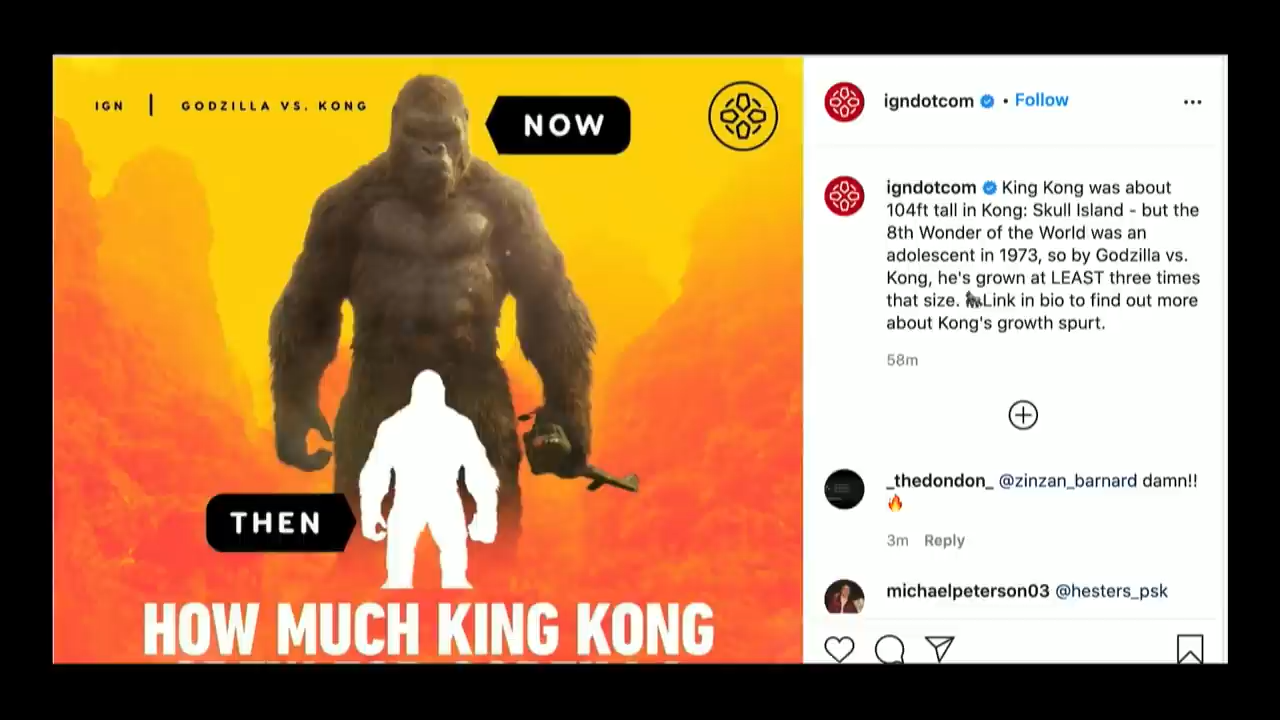 IGN | GODZILLA VS. KONG
NOW
THEN
HOW MUCH KING KONG
igndotcom • Follow
igndotcom King Kong was about
104ft tall in Kong: Skull Island - but the
8th Wonder of the World was an
adolescent in 1973, so by Godzilla vs.
Kong, he's grown at LEAST three times
that size. 🦍Link in bio to find out more
about Kong's growth spurt.
58m
_thedondon_ @zinzan_barnard damn!!
🔥
3m Reply
michaelpeterson03 @hesters_psk